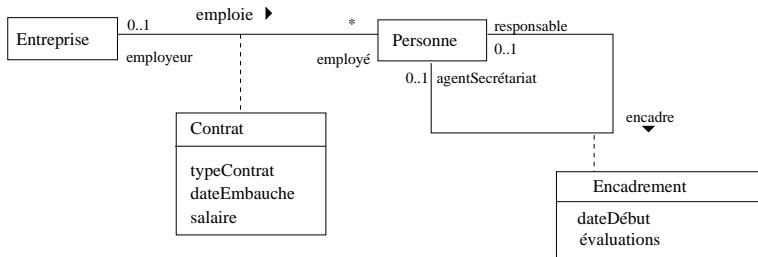 emploie
0..1
*
Entreprise
Personne
responsable
0..1
employeur
employé
0..1
agentSecrétariat
encadre
Contrat
typeContrat
dateEmbauche
salaire
Encadrement
dateDébut
évaluations